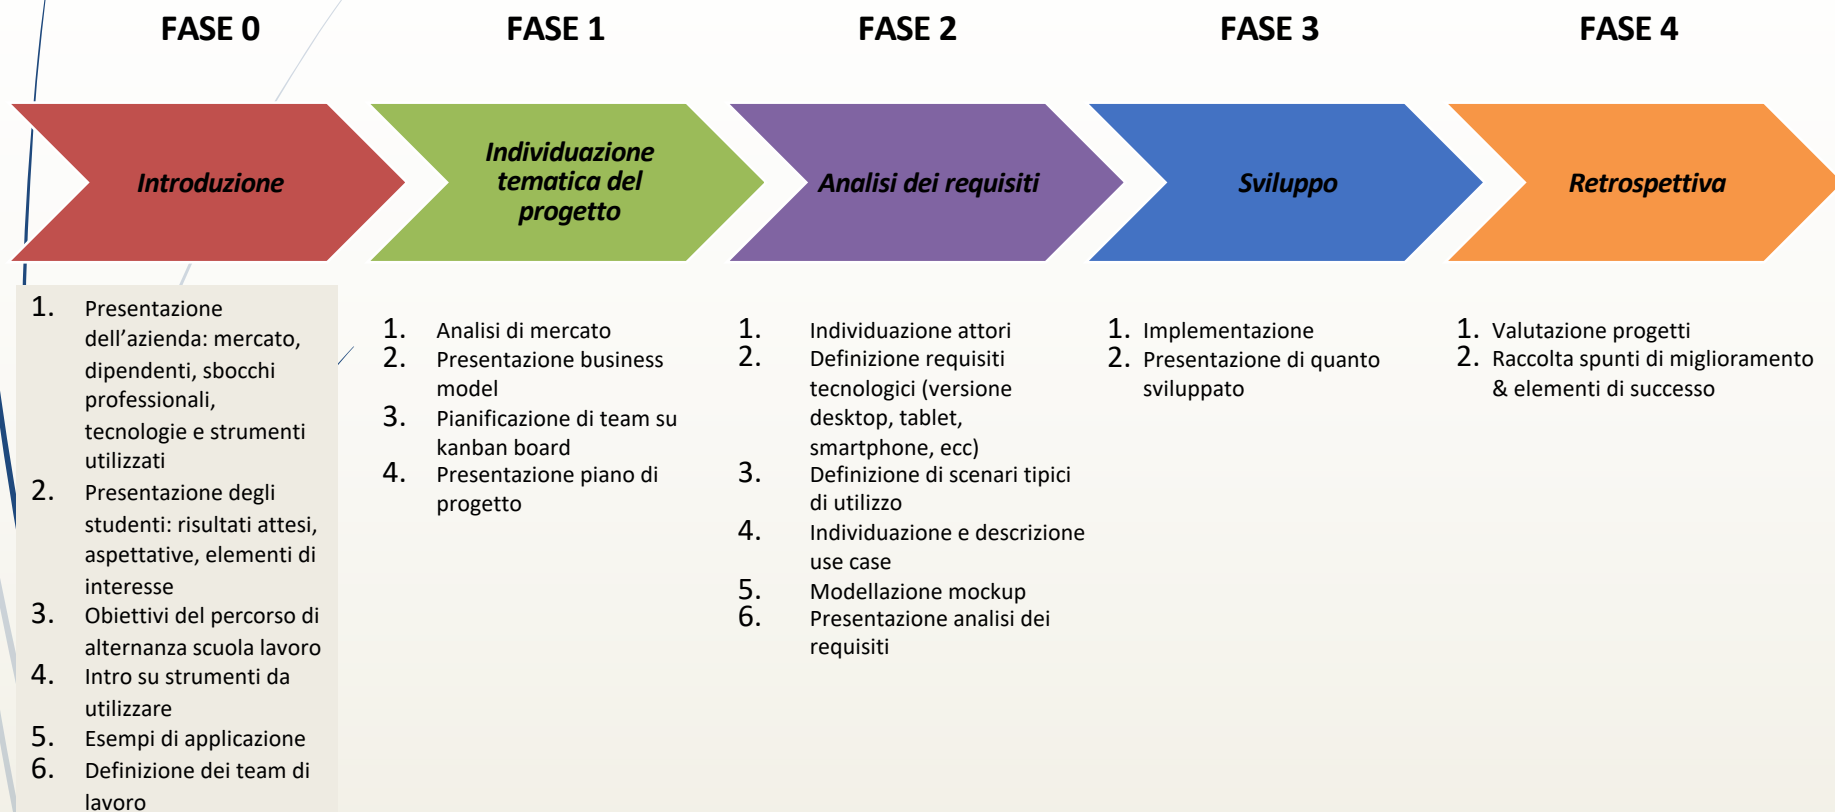 FASE 0
FASE 1
FASE 2
FASE 3
FASE 4
Introduzione
Individuazione
tematica del
progetto
Analisi dei requisiti
Sviluppo
Retrospettiva
1. Presentazione
dell’azienda: mercato,
dipendenti, sbocchi
professionali,
tecnologie e strumenti
utilizzati
2. Presentazione degli
studenti: risultati attesi,
aspettative, elementi di
interesse
3. Obiettivi del percorso di
alternanza scuola lavoro
4. Intro su strumenti da
utilizzare
5. Esempi di applicazione
6. Definizione dei team di
lavoro
1. Analisi di mercato
2. Presentazione business
model
3. Pianificazione di team su
kanban board
4. Presentazione piano di
progetto
1. Individuazione attori
2. Definizione requisiti
tecnologici (versione
desktop, tablet,
smartphone, ecc)
3. Definizione di scenari tipici
di utilizzo
4. Individuazione e descrizione
use case
5. Modellazione mockup
6. Presentazione analisi dei
requisiti
1. Implementazione
2. Presentazione di quanto
sviluppato
1. Valutazione progetti
2. Raccolta spunti di miglioramento
& elementi di successo